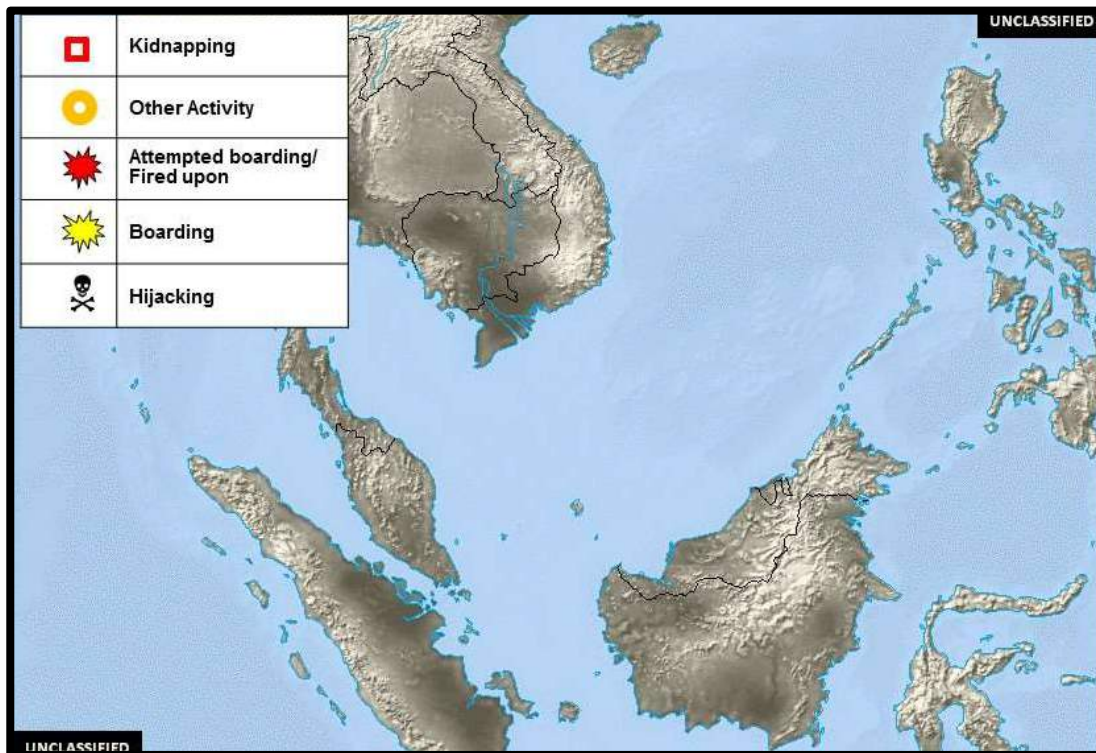 UNCLASSIFIED
Kidnapping
Other Activity
Attempted boarding/
Fired upon
Boarding
Hijacking
UNCLASSIFIED